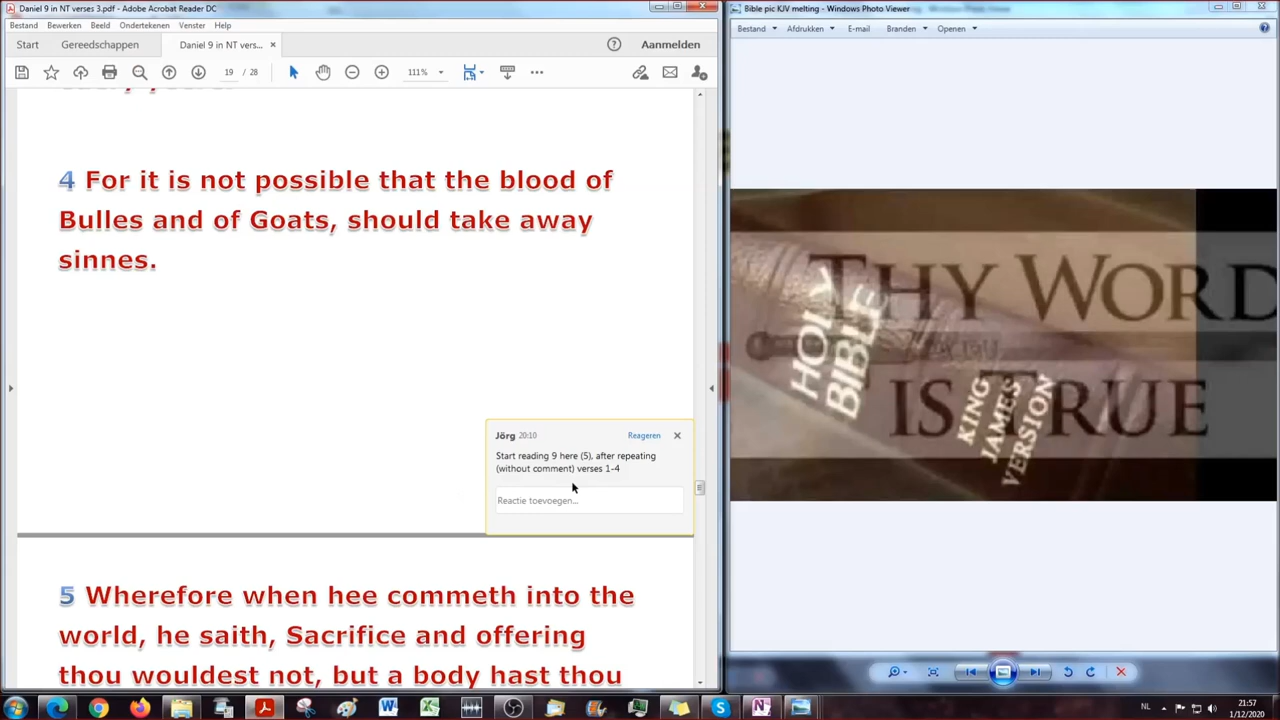 Daniel 9 in NT verses 3.pdf - Adobe Acrobat Reader DC
Bestand Bewerken Beeld Ondertekenen Venster Help
Start Gereedschappen Daniel 9 in NT vers... × Aanmelden
19 / 28 111%
4 For it is not possible that the blood of
Bulles and of Goats, should take away
sinnes.
Jörg 20:10 Reageren
Start reading 9 here (5), after repeating
(without comment) verses 1-4
Reactie toevoegen...
5 Wherefore when hee commeth into the
world, he saith, Sacrifice and offering
thou wouldest not, but a body hast thou
Bible pic KJV melting - Windows Photo Viewer
Bestand Afdrukken E-mail Branden Openen
THY WORD
IS TRUE
HOLY
BIBLE
KING
JAMES
VERSION
NL
21:57
1/12/2020